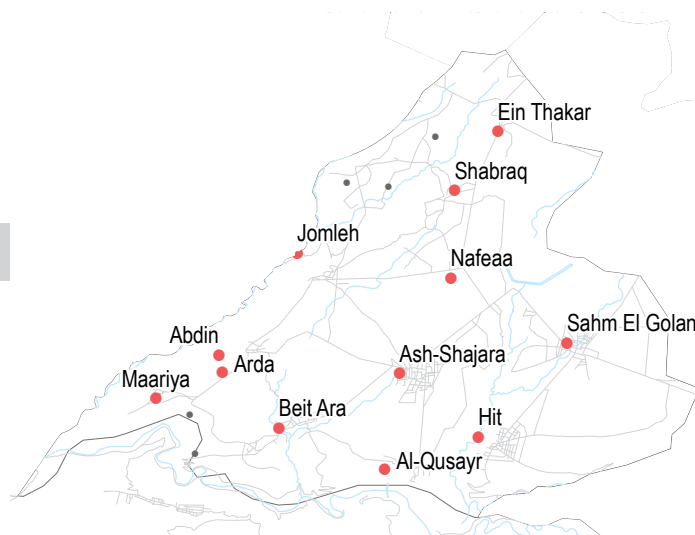 Ein Thakar
Shabraq
Jomleh
Nafeaa
Sahm El Golan
Abdin
Arda
Ash-Shajara
Maariya
Beit Ara
Hit
Al-Qusayr